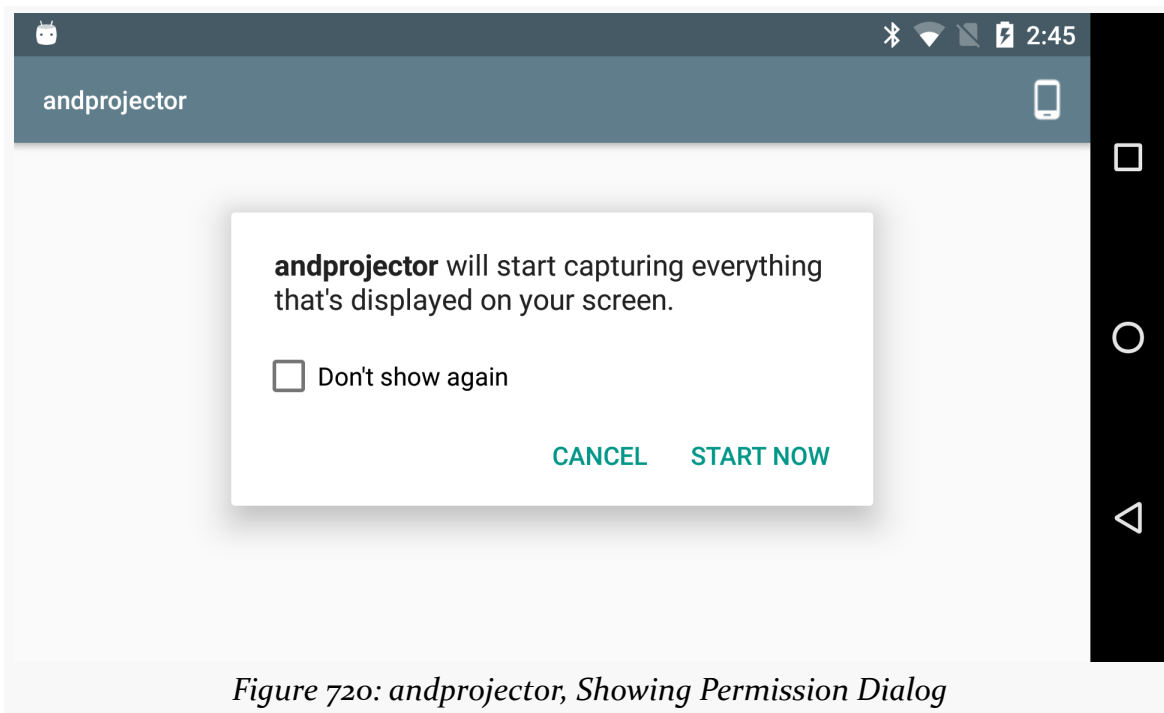 2:45
andprojector
andprojector will start capturing everything
that's displayed on your screen.
Don't show again
CANCEL START NOW
Figure 720: andprojector, Showing Permission Dialog